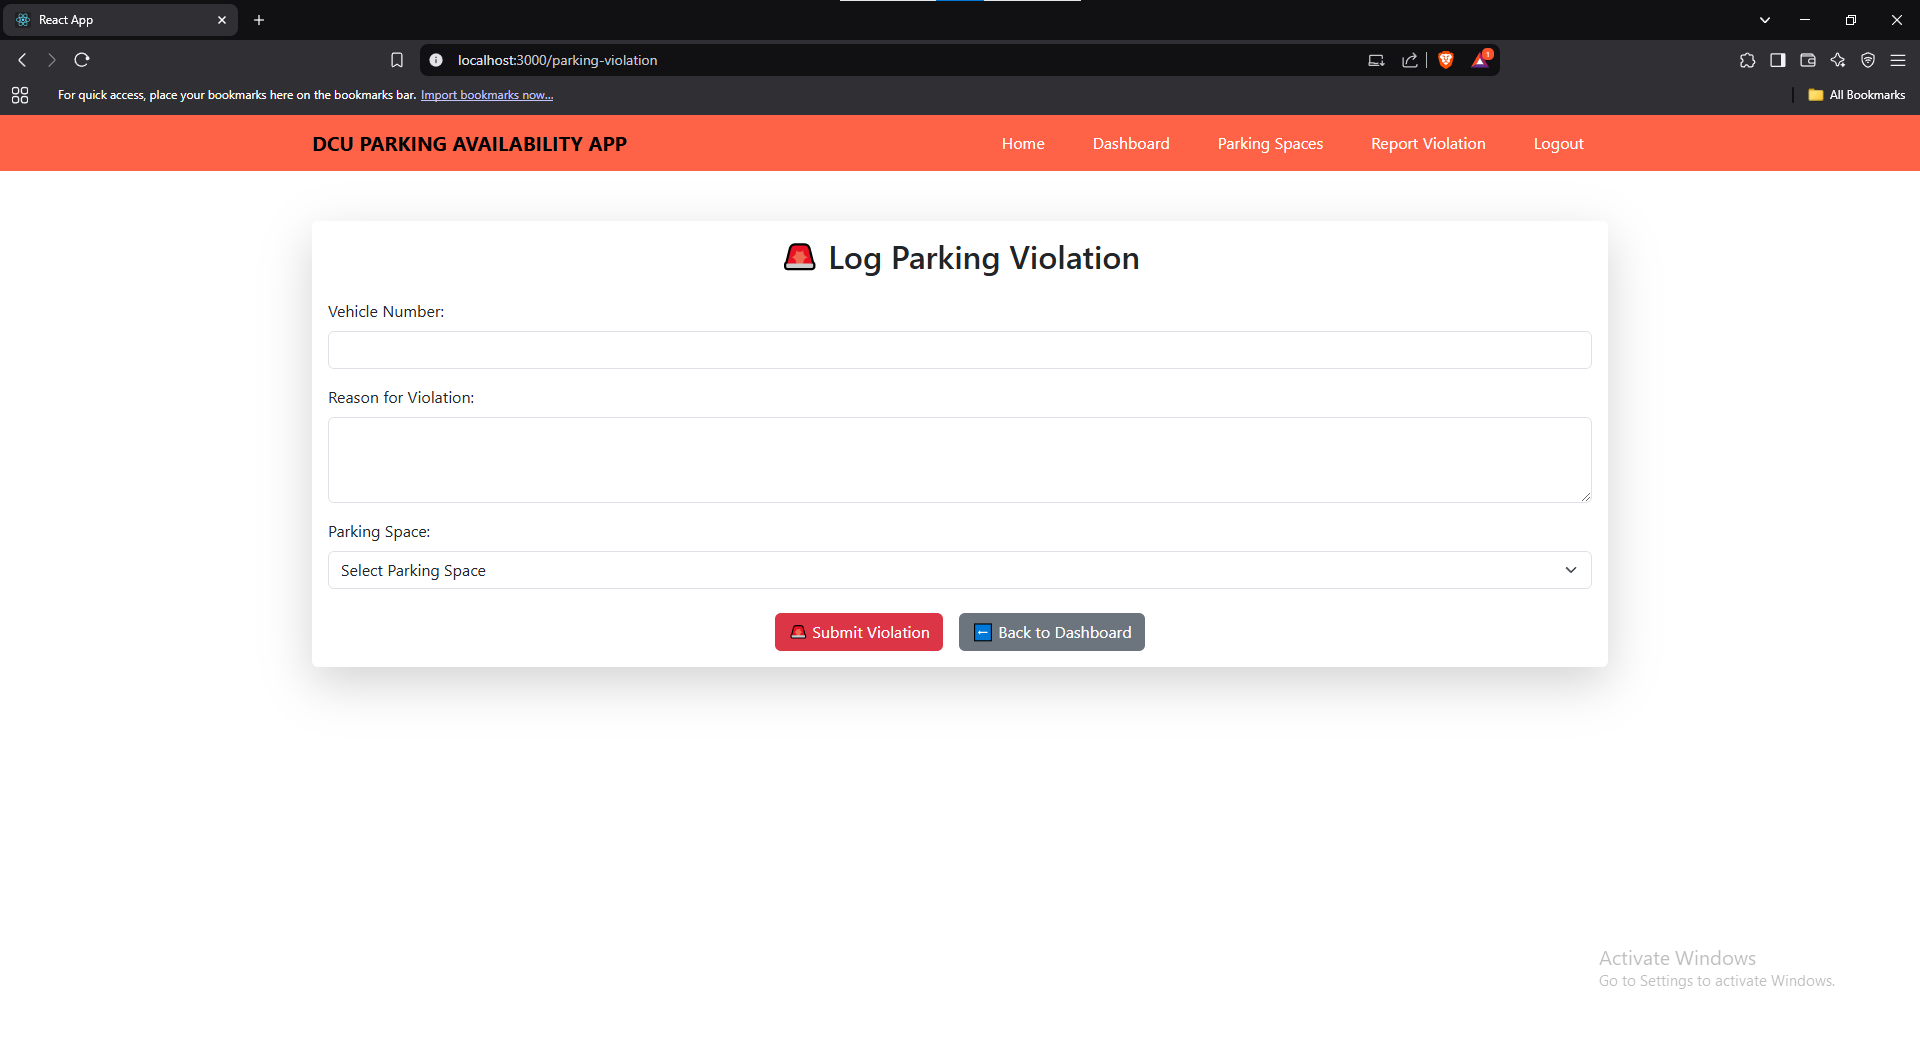 React App
localhost:3000/parking-violation
1
For quick access, place your bookmarks here on the bookmarks bar. Import bookmarks now...
All Bookmarks
DCU PARKING AVAILABILITY APP
Home
Dashboard
Parking Spaces
Report Violation
Logout
Log Parking Violation
Vehicle Number:
Reason for Violation:
Parking Space:
Select Parking Space
Submit Violation
Back to Dashboard
Activate Windows
Go to Settings to activate Windows.